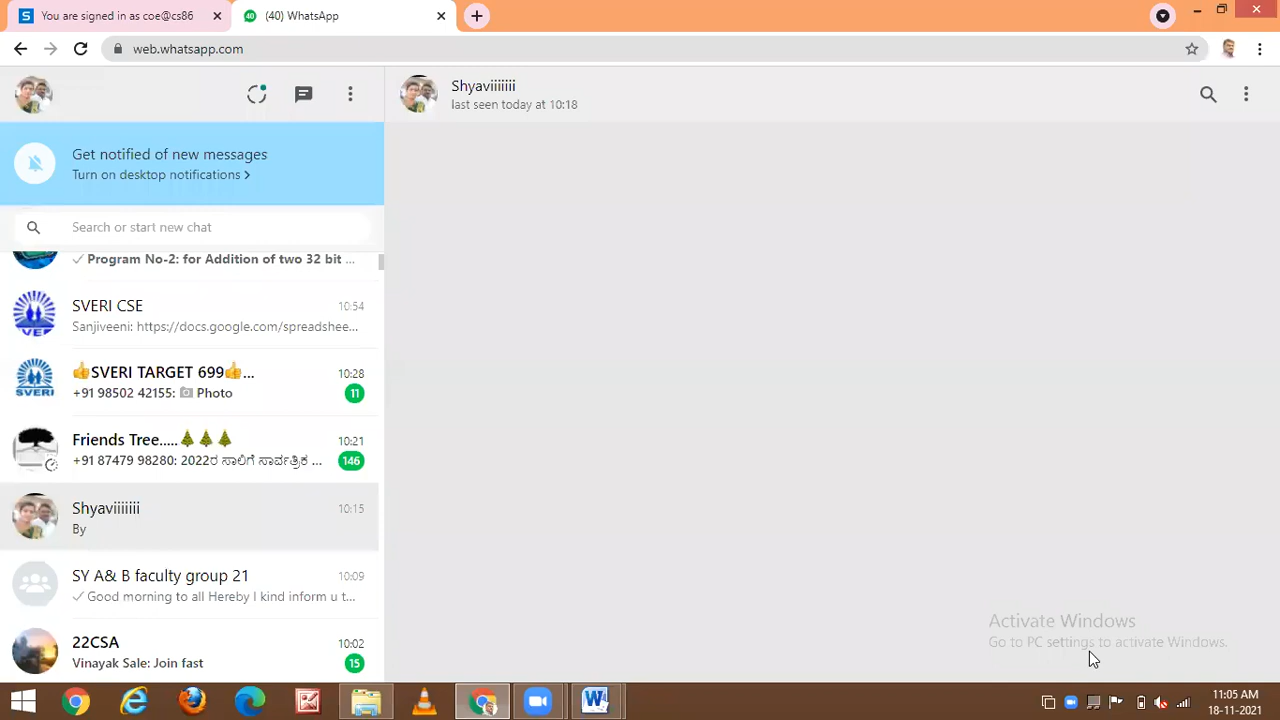 You are signed in as coe@cs86
(40) WhatsApp
web.whatsapp.com
Shyaviiiiiii
last seen today at 10:18
Get notified of new messages
Turn on desktop notifications >
Search or start new chat
✓ Program No-2: for Addition of two 32 bit ...
SVERI CSE 10:54
Sanjiveeni: https://docs.google.com/spreadshee...
👍SVERI TARGET 699👍... 10:28
+91 98502 42155: 📷 Photo 11
Friends Tree.....🌲🌲🌲 10:21
+91 87479 98280: 2022ರ ಸಾಲಿಗೆ ಸಾರ್ವತ್ರಿಕ ... 146
Shyaviiiiiii 10:15
By
SY A& B faculty group 21 10:09
✓ Good morning to all Hereby I kind inform u t...
22CSA 10:02
Vinayak Sale: Join fast 15
Activate Windows
Go to PC settings to activate Windows.
11:05 AM
18-11-2021